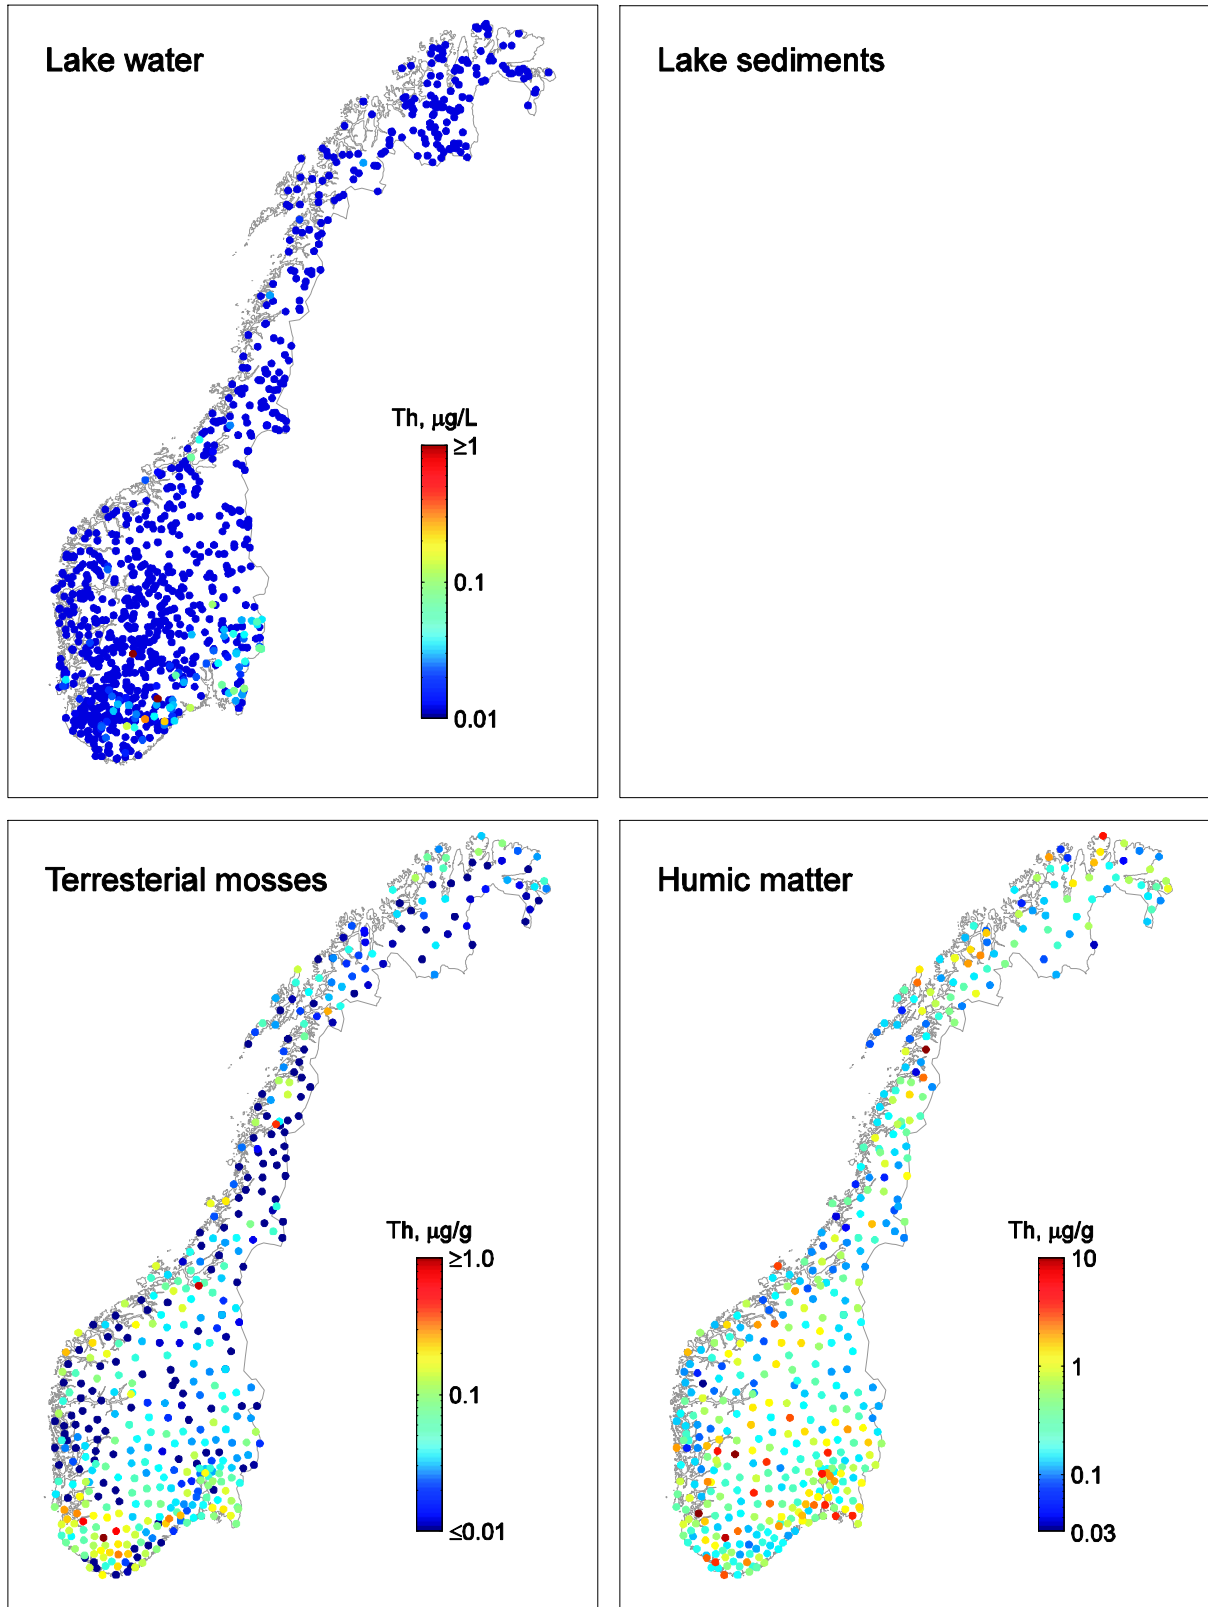 Lake water
Th, µg/L
≥1
0.1
0.01
Lake sediments
Terresterial mosses
Th, µg/g
≥1.0
0.1
≤0.01
Humic matter
Th, µg/g
10
1
0.1
0.03